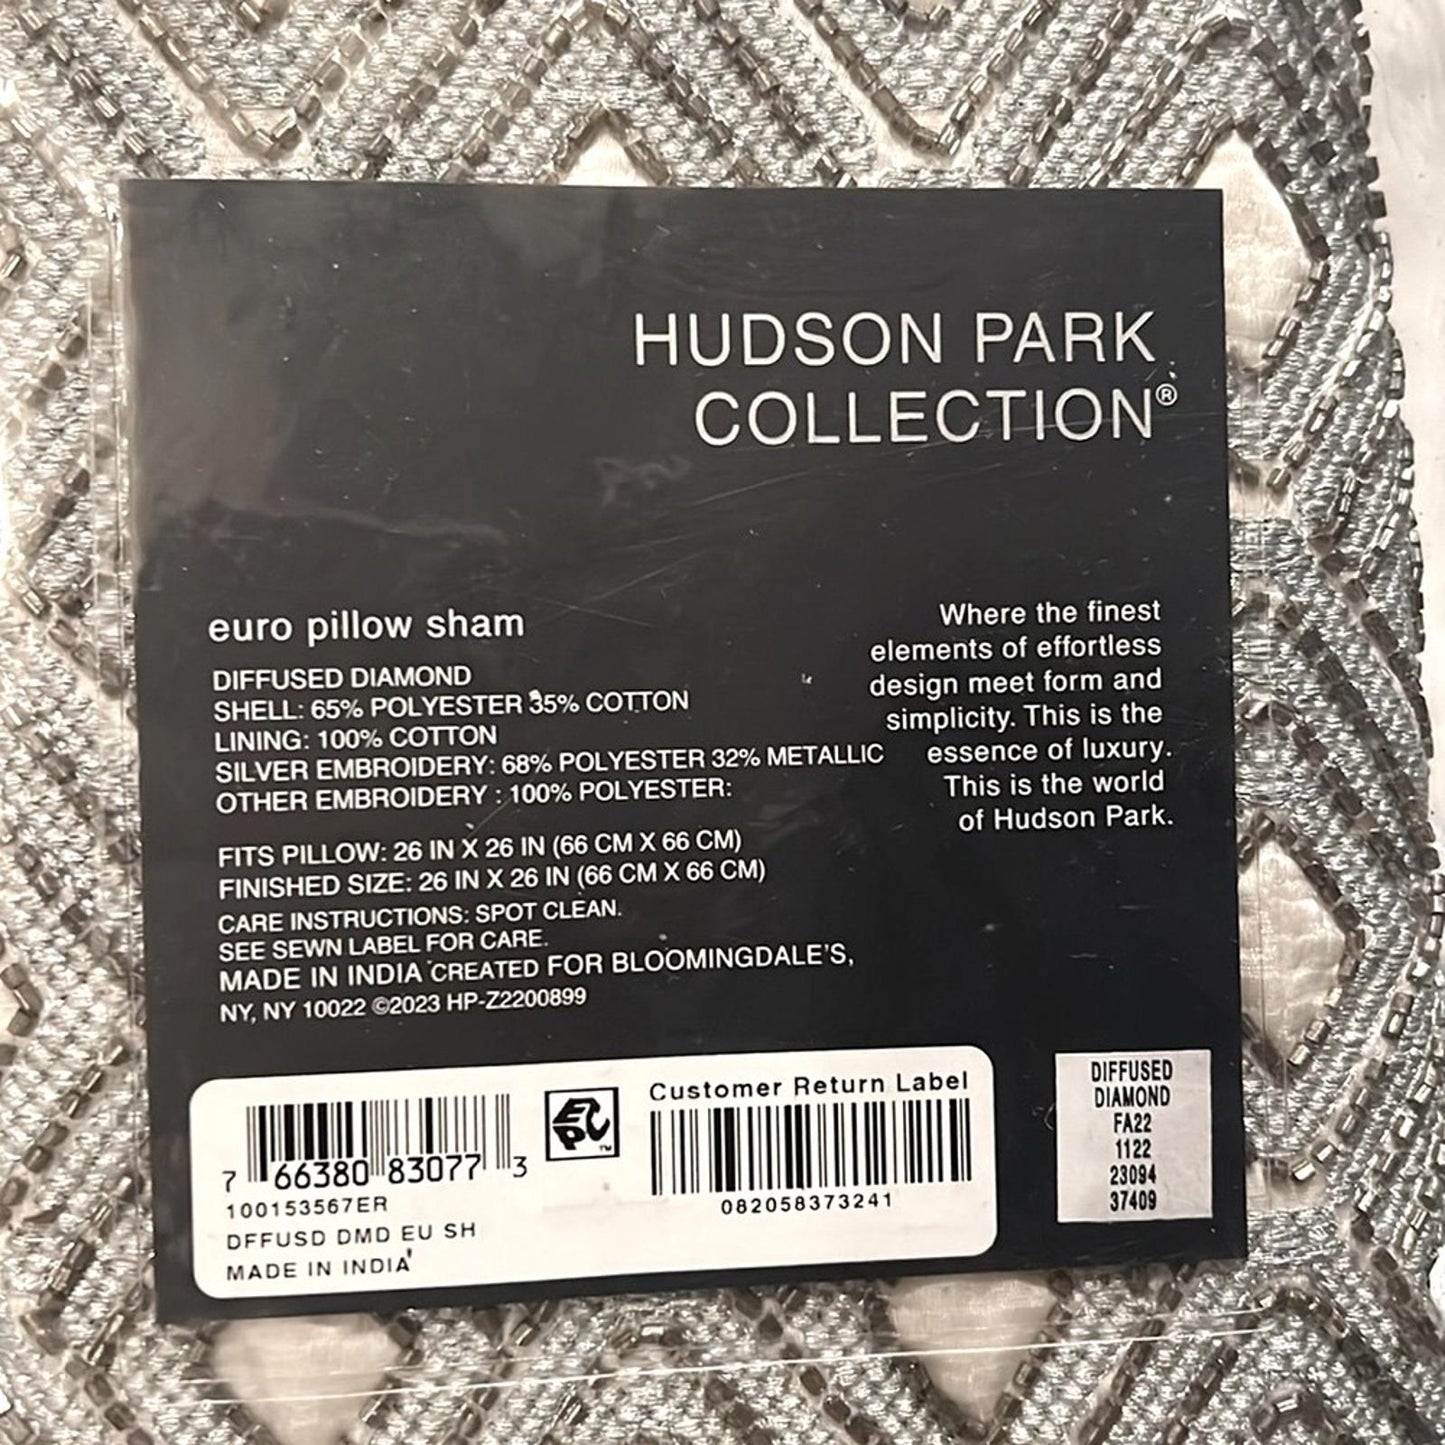 HUDSON PARK
COLLECTION®
euro pillow sham
DIFFUSED DIAMOND
SHELL: 65% POLYESTER 35% COTTON
LINING: 100% COTTON
SILVER EMBROIDERY: 68% POLYESTER 32% METALLIC
OTHER EMBROIDERY : 100% POLYESTER:
FITS PILLOW: 26 IN X 26 IN (66 CM X 66 CM)
FINISHED SIZE: 26 IN X 26 IN (66 CM X 66 CM)
CARE INSTRUCTIONS: SPOT CLEAN.
SEE SEWN LABEL FOR CARE.
MADE IN INDIA CREATED FOR BLOOMINGDALE'S,
NY, NY 10022 ©2023 HP-Z2200899
Where the finest
elements of effortless
design meet form and
simplicity. This is the
essence of luxury.
This is the world
of Hudson Park.
7 66380 83077 3
100153567ER
DFFUSD DMD EU SH
MADE IN INDIA
EPC™
Customer Return Label
082058373241
DIFFUSED
DIAMOND
FA22
1122
23094
37409